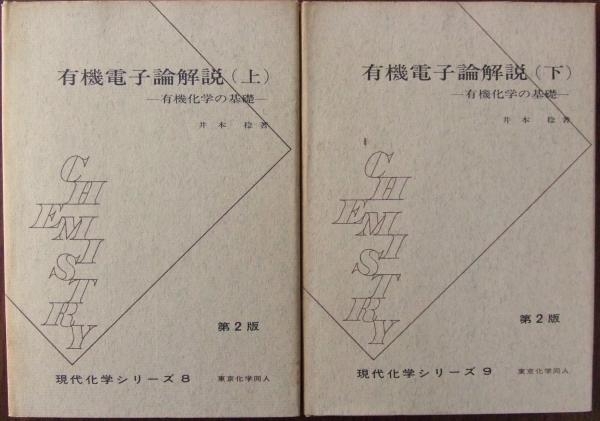 有機電子論解説（上）
―有機化学の基礎―
井本 稔 著
CHEMISTRY
第２版
現代化学シリーズ 8
東京化学同人
有機電子論解説（下）
―有機化学の基礎―
井本 稔 著
CHEMISTRY
第２版
現代化学シリーズ 9
東京化学同人